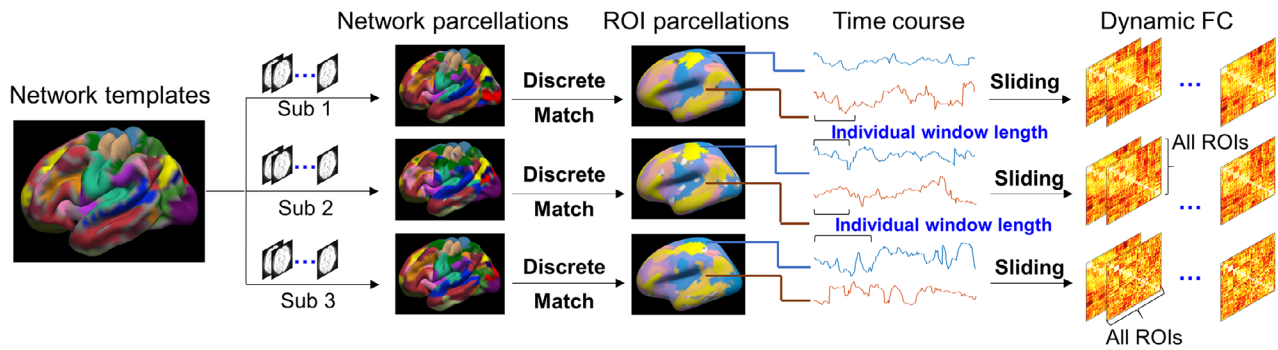 Network parcellations
ROI parcellations
Time course
Dynamic FC
Network templates
...
Sub 1
Discrete
Match
Sliding
...
Individual window length
...
Sub 2
Discrete
Match
Sliding
All ROIs
...
Individual window length
...
Sub 3
Discrete
Match
Sliding
...
All ROIs